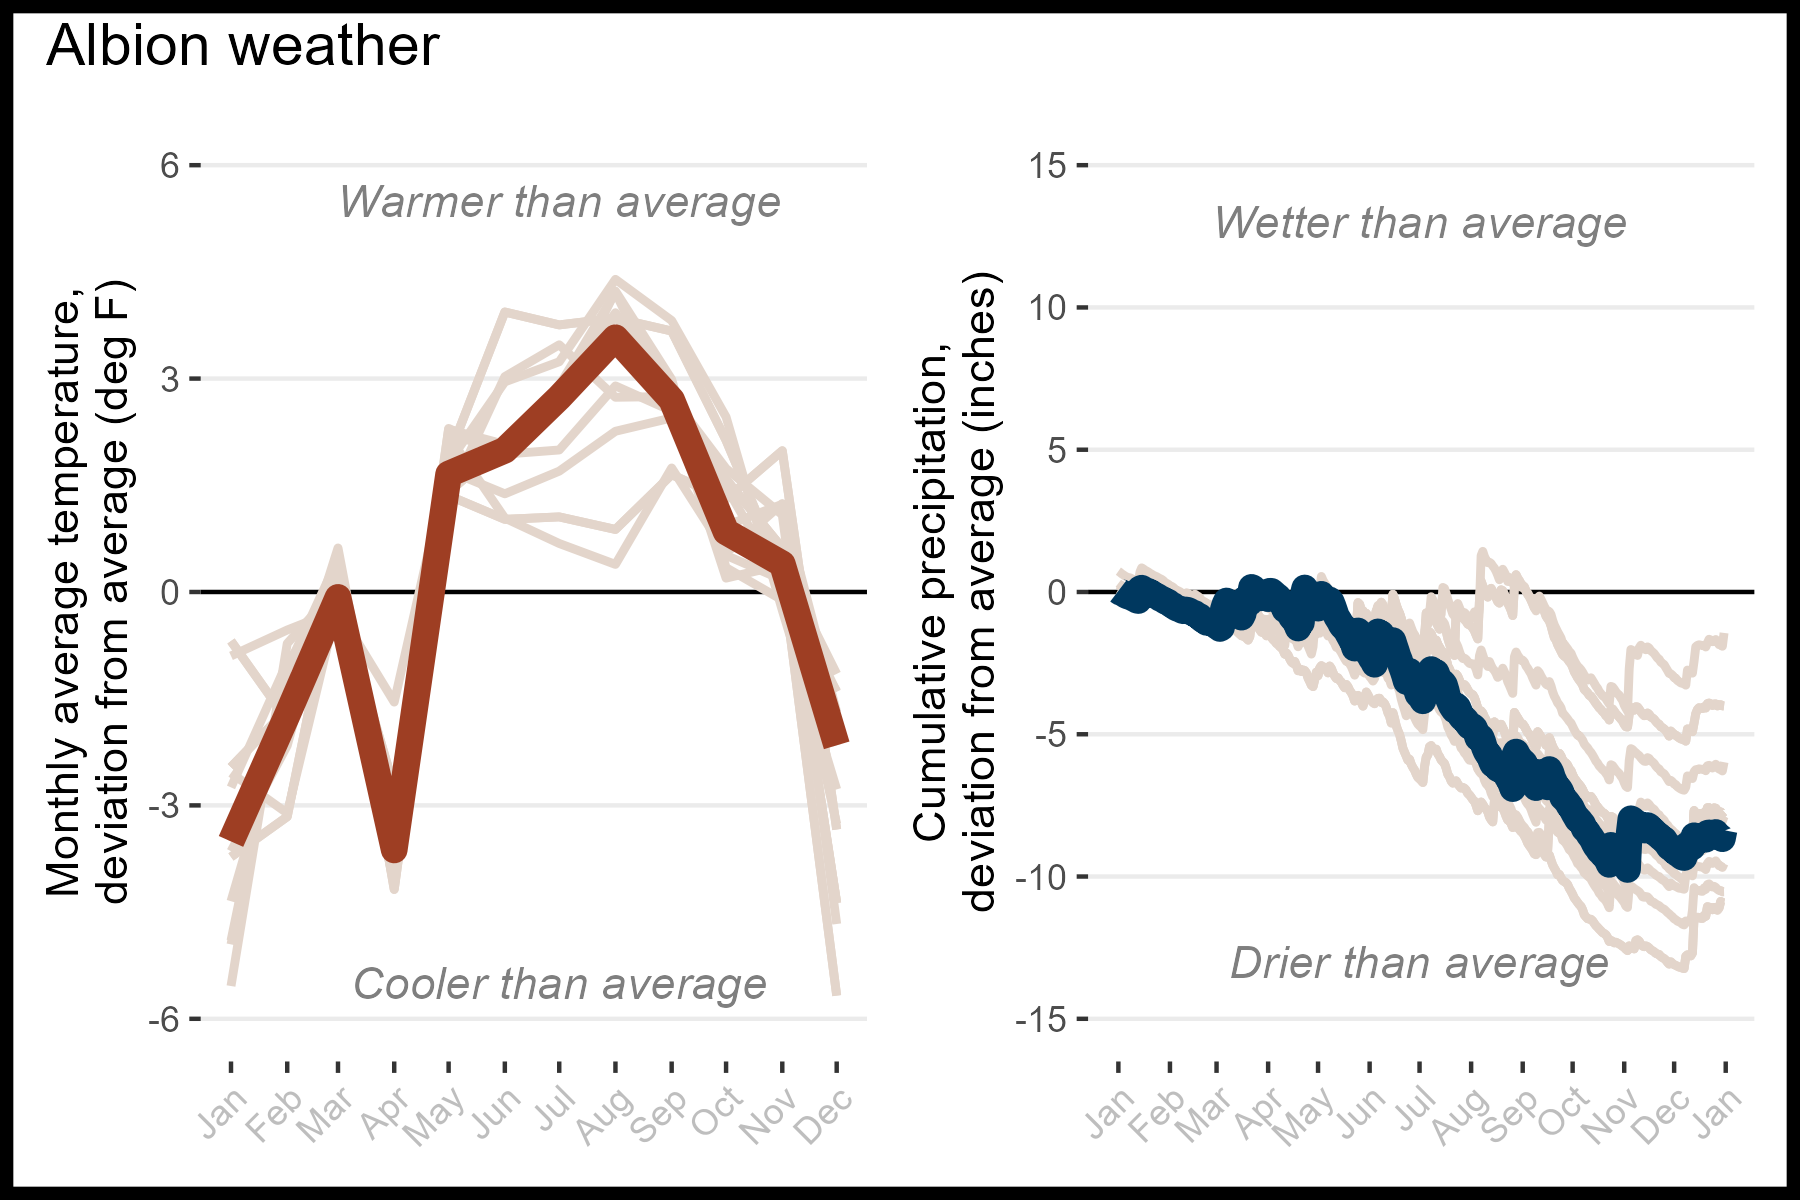 Albion weather
Monthly average temperature,
deviation from average (deg F)
6
3
0
-3
-6
Warmer than average
Cooler than average
Jan
Feb
Mar
Apr
May
Jun
Jul
Aug
Sep
Oct
Nov
Dec
Cumulative precipitation,
deviation from average (inches)
15
10
5
0
-5
-10
-15
Wetter than average
Drier than average
Jan
Feb
Mar
Apr
May
Jun
Jul
Aug
Sep
Oct
Nov
Dec
Jan